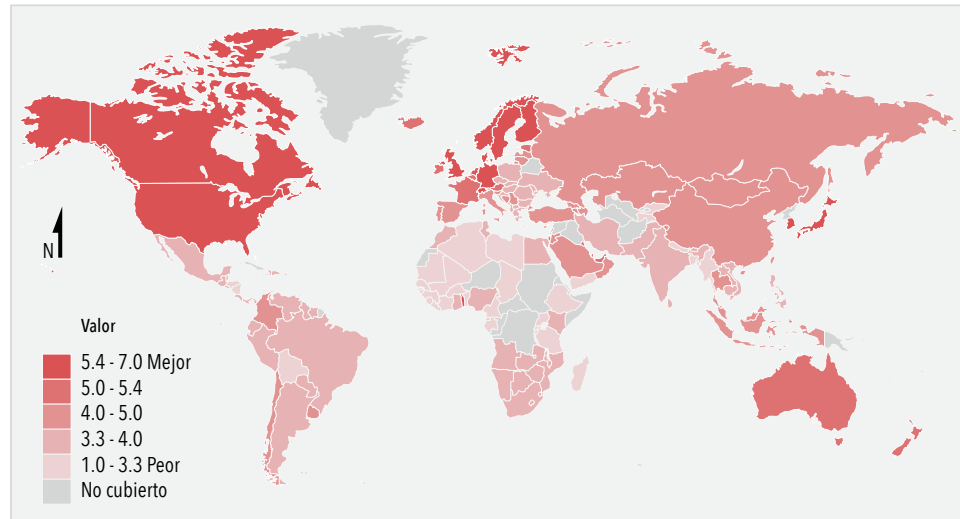 N
Valor
5.4 - 7.0 Mejor
5.0 - 5.4
4.0 - 5.0
3.3 - 4.0
1.0 - 3.3 Peor
No cubierto